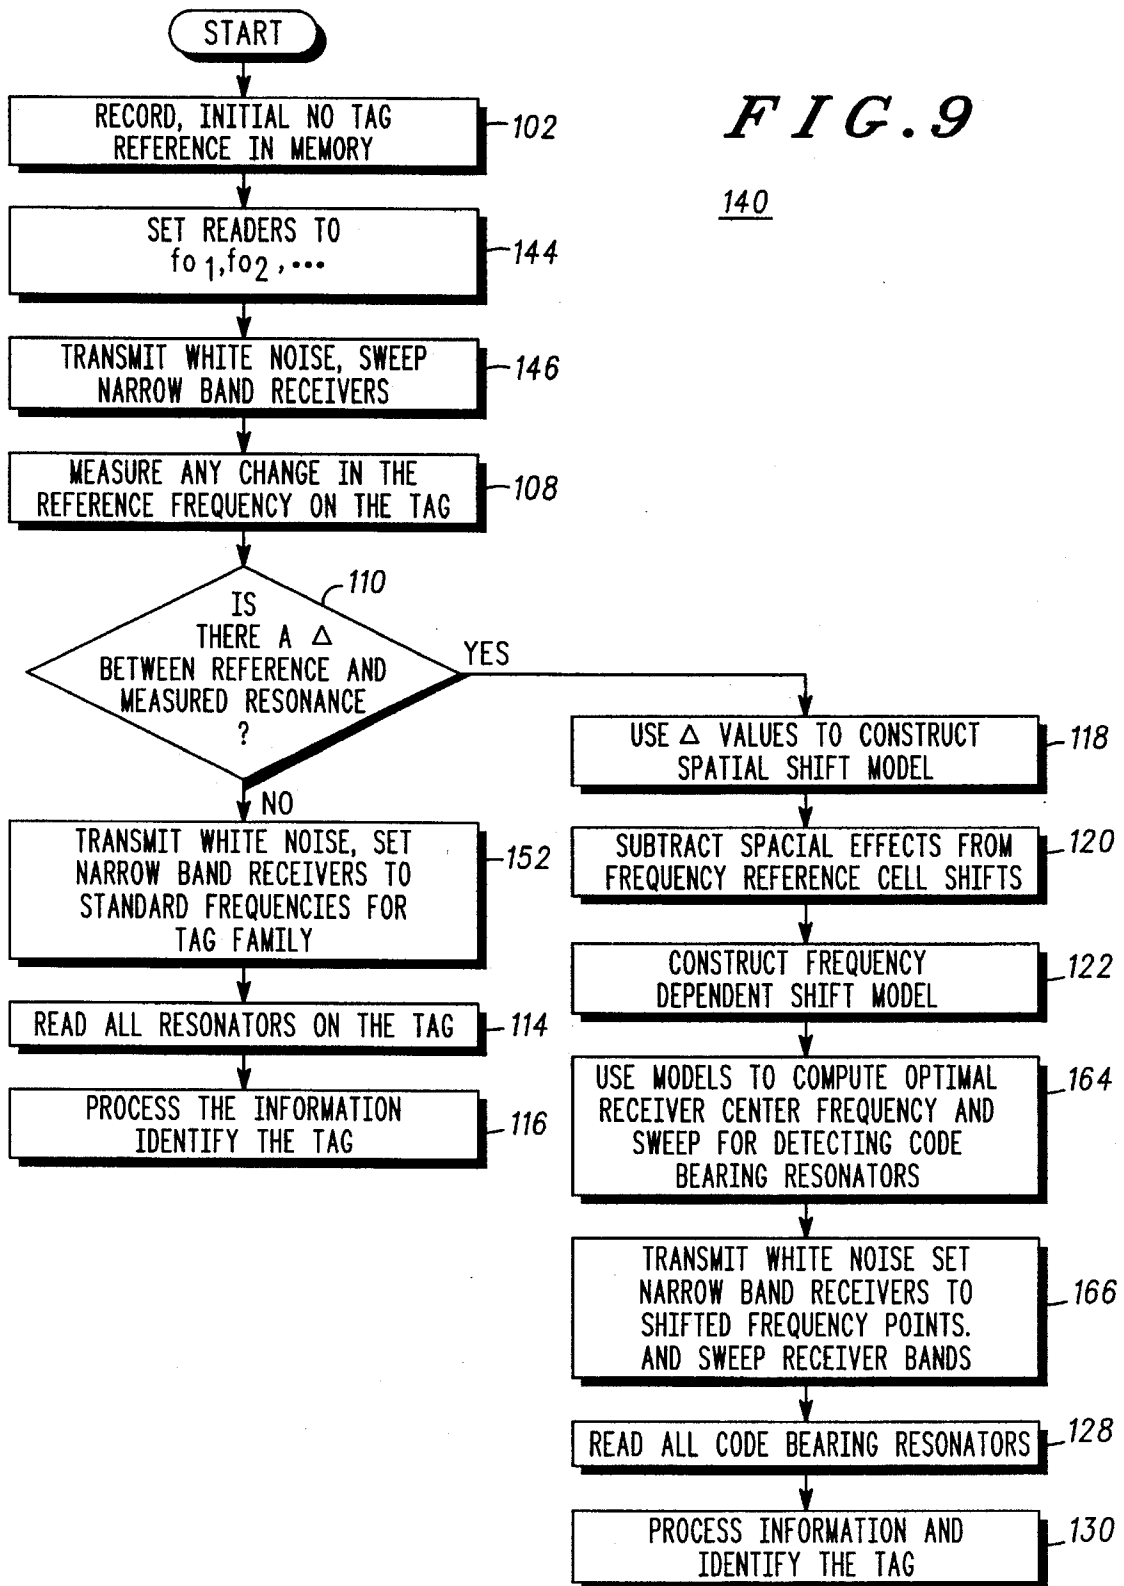 START
FIG.9
140
RECORD, INITIAL NO TAG
REFERENCE IN MEMORY
102
SET READERS TO
fo1,fo2,•••
144
TRANSMIT WHITE NOISE, SWEEP
NARROW BAND RECEIVERS
146
MEASURE ANY CHANGE IN THE
REFERENCE FREQUENCY ON THE TAG
108
IS
THERE A Δ
BETWEEN REFERENCE AND
MEASURED RESONANCE
?
110
YES
NO
TRANSMIT WHITE NOISE, SET
NARROW BAND RECEIVERS TO
STANDARD FREQUENCIES FOR
TAG FAMILY
152
READ ALL RESONATORS ON THE TAG
114
PROCESS THE INFORMATION
IDENTIFY THE TAG
116
USE Δ VALUES TO CONSTRUCT
SPATIAL SHIFT MODEL
118
SUBTRACT SPACIAL EFFECTS FROM
FREQUENCY REFERENCE CELL SHIFTS
120
CONSTRUCT FREQUENCY
DEPENDENT SHIFT MODEL
122
USE MODELS TO COMPUTE OPTIMAL
RECEIVER CENTER FREQUENCY AND
SWEEP FOR DETECTING CODE
BEARING RESONATORS
164
TRANSMIT WHITE NOISE SET
NARROW BAND RECEIVERS TO
SHIFTED FREQUENCY POINTS.
AND SWEEP RECEIVER BANDS
166
READ ALL CODE BEARING RESONATORS
128
PROCESS INFORMATION AND
IDENTIFY THE TAG
130